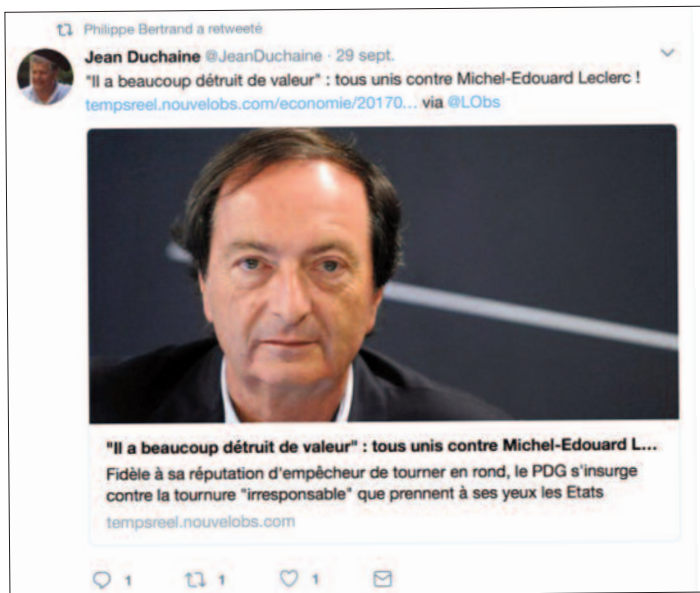 Philippe Bertrand a retweeté
Jean Duchaine @JeanDuchaine · 29 sept.
"Il a beaucoup détruit de valeur" : tous unis contre Michel-Edouard Leclerc !
tempsreel.nouvelobs.com/economie/20170... via @LObs
"Il a beaucoup détruit de valeur" : tous unis contre Michel-Edouard L...
Fidèle à sa réputation d'empêcheur de tourner en rond, le PDG s'insurge
contre la tournure "irresponsable" que prennent à ses yeux les Etats
tempsreel.nouvelobs.com
1 1 1